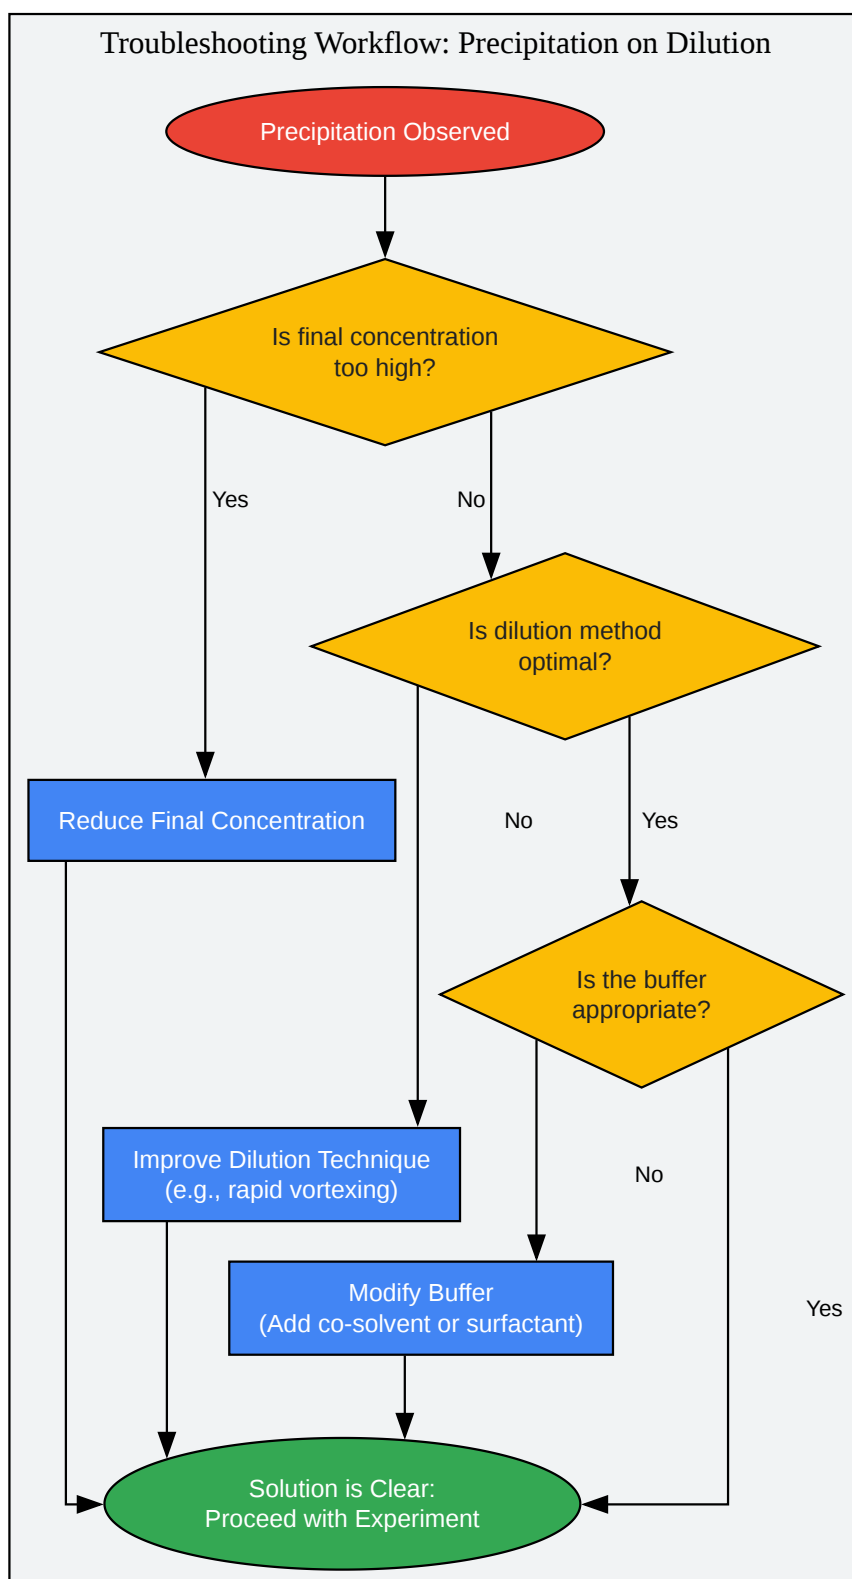 Troubleshooting Workflow: Precipitation on Dilution
Precipitation Observed
Is final concentration
too high?
Yes
No
Is dilution method
optimal?
Reduce Final Concentration
No
Yes
Is the buffer
appropriate?
Improve Dilution Technique
(e.g., rapid vortexing)
No
Modify Buffer
(Add co-solvent or surfactant)
Yes
Solution is Clear:
Proceed with Experiment